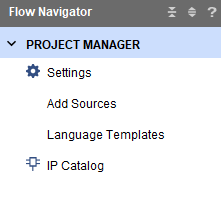 Flow Navigator ?
PROJECT MANAGER
Settings
Add Sources
Language Templates
IP Catalog